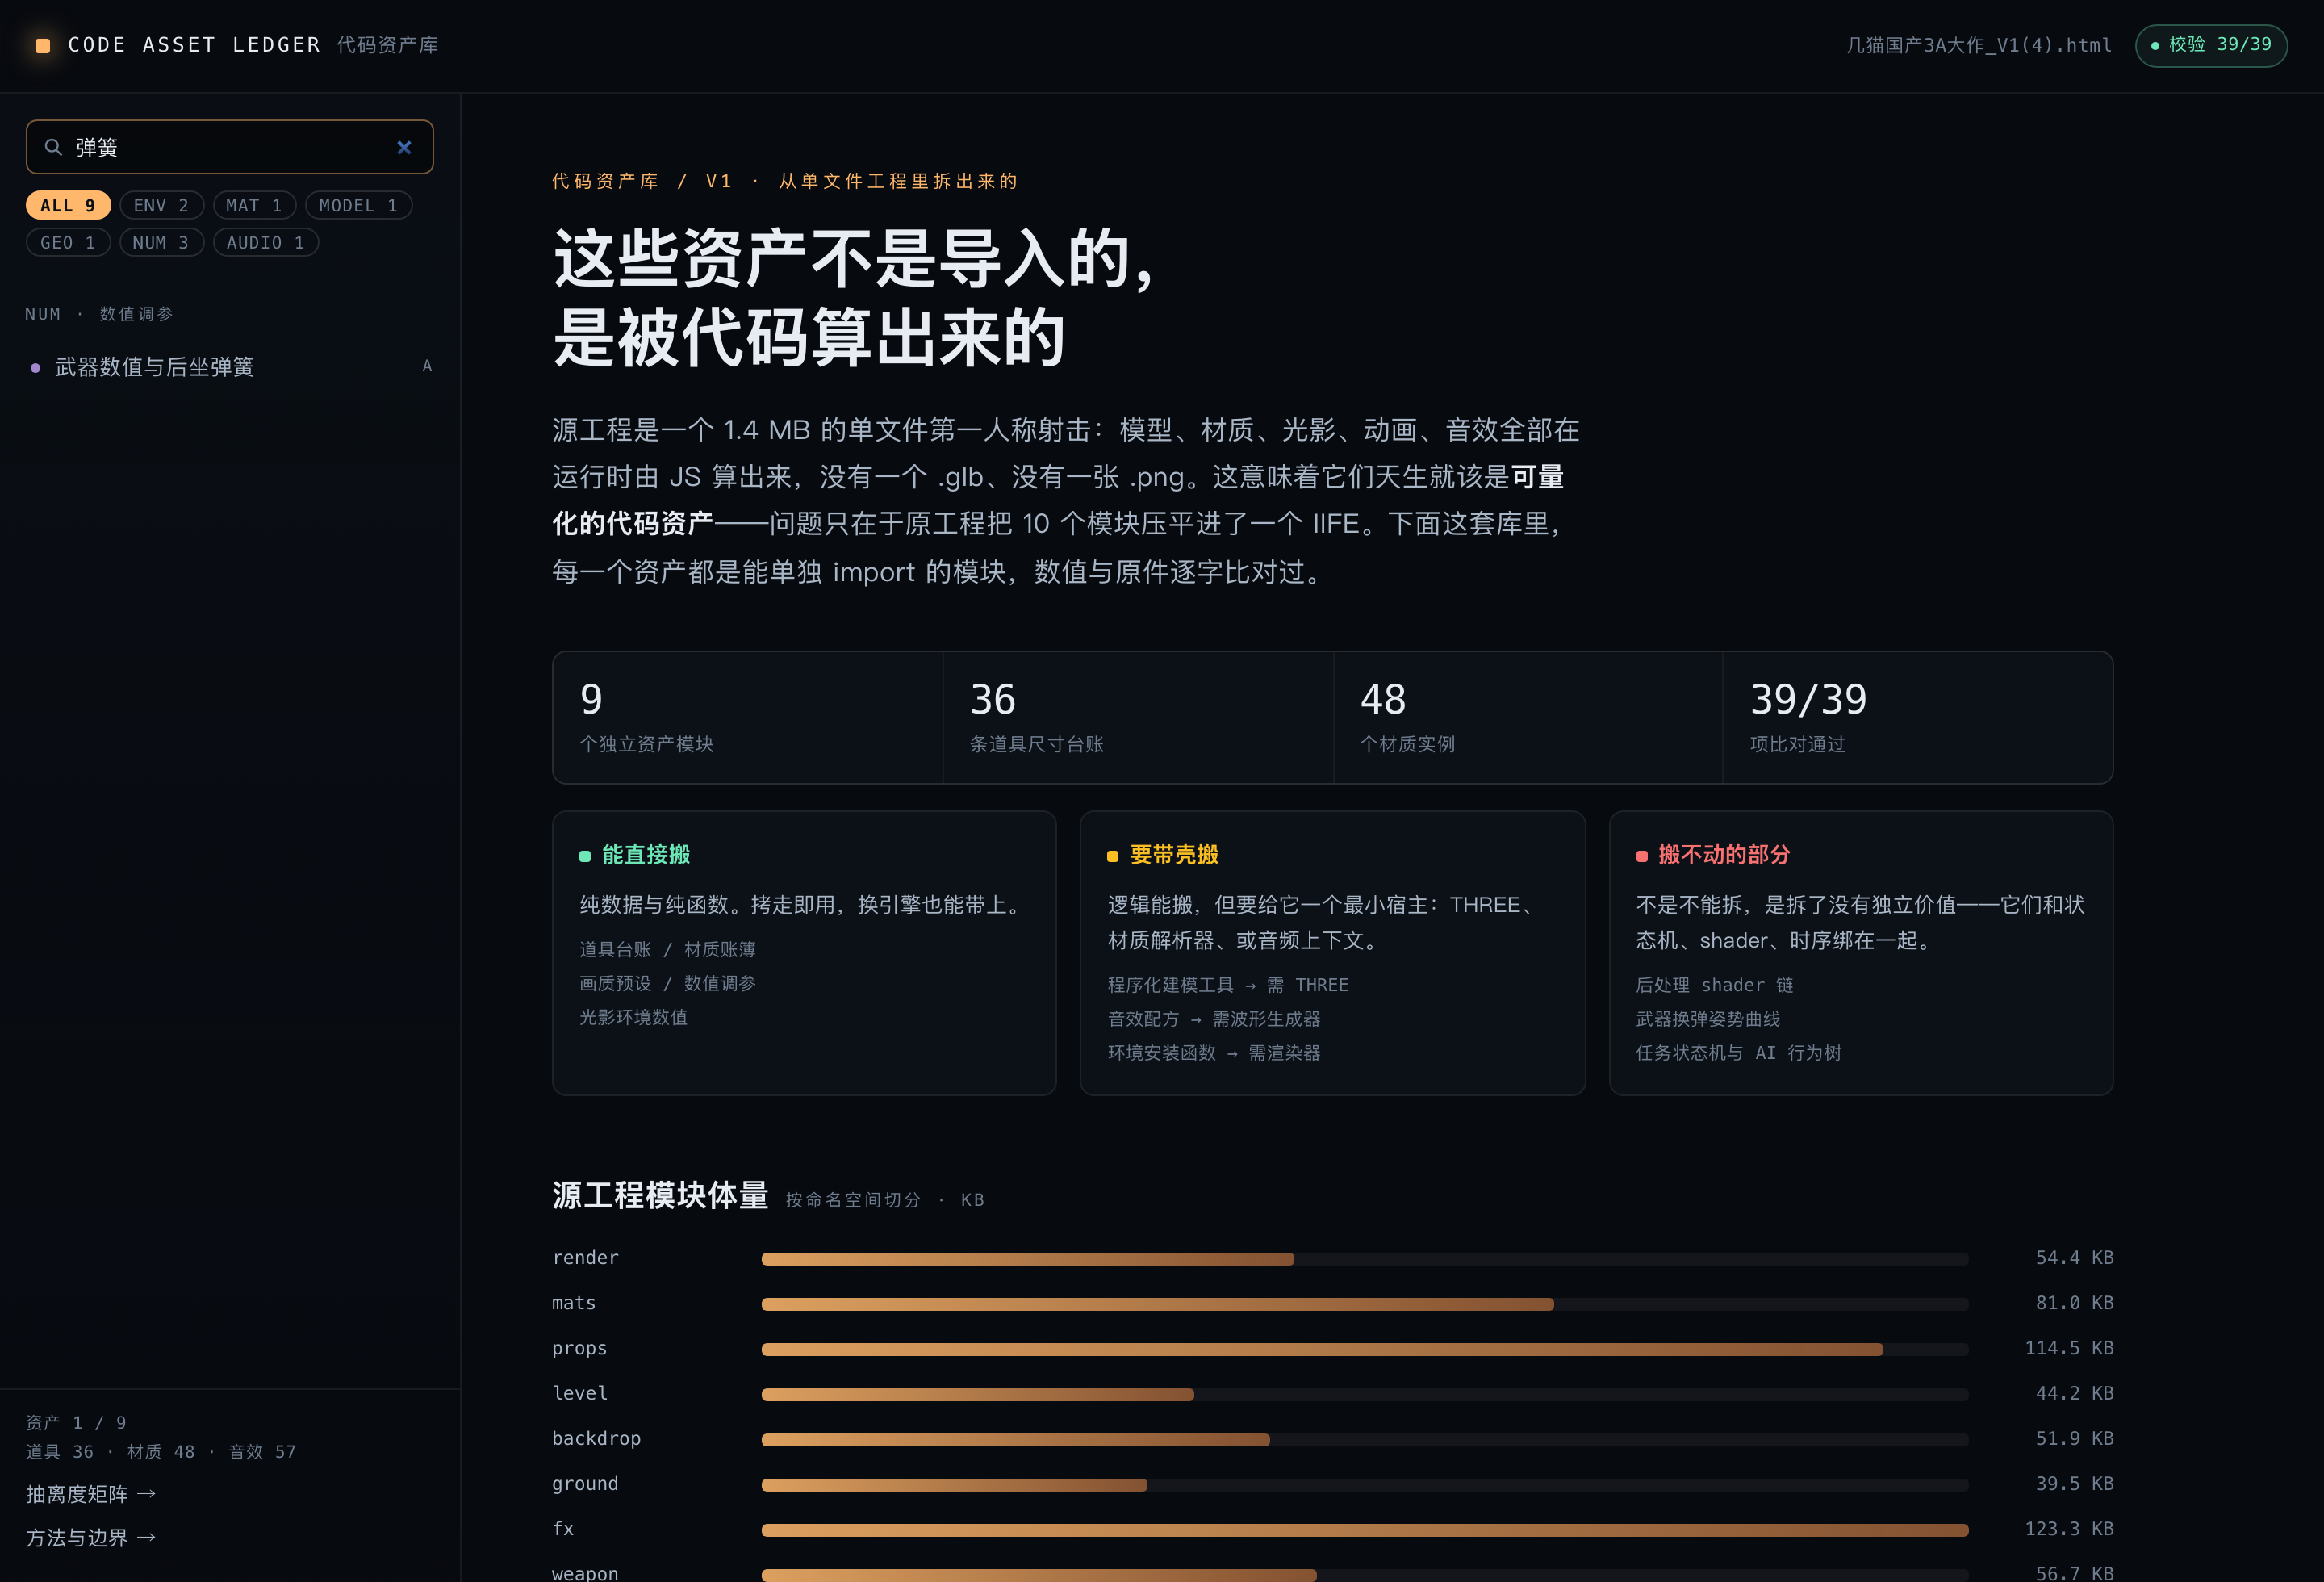 CODE ASSET LEDGER 代码资产库
几猫国产3A大作_V1(4).html
校验 39/39
弹簧
ALL 9
ENV 2
MAT 1
MODEL 1
GEO 1
NUM 3
AUDIO 1
NUM · 数值调参
武器数值与后坐弹簧 A
资产 1 / 9
道具 36 · 材质 48 · 音效 57
抽离度矩阵 →
方法与边界 →
代码资产库 / V1 · 从单文件工程里拆出来的
这些资产不是导入的，
是被代码算出来的
源工程是一个 1.4 MB 的单文件第一人称射击：模型、材质、光影、动画、音效全部在
运行时由 JS 算出来，没有一个 .glb、没有一张 .png。这意味着它们天生就该是可量
化的代码资产——问题只在于原工程把 10 个模块压平进了一个 IIFE。下面这套库里，
每一个资产都是能单独 import 的模块，数值与原件逐字比对过。
9
个独立资产模块
36
条道具尺寸台账
48
个材质实例
39/39
项比对通过
能直接搬
纯数据与纯函数。拷走即用，换引擎也能带上。
道具台账 / 材质账簿
画质预设 / 数值调参
光影环境数值
要带壳搬
逻辑能搬，但要给它一个最小宿主：THREE、
材质解析器、或音频上下文。
程序化建模工具 → 需 THREE
音效配方 → 需波形生成器
环境安装函数 → 需渲染器
搬不动的部分
不是不能拆，是拆了没有独立价值——它们和状
态机、shader、时序绑在一起。
后处理 shader 链
武器换弹姿势曲线
任务状态机与 AI 行为树
源工程模块体量 按命名空间切分 · KB
render 54.4 KB
mats 81.0 KB
props 114.5 KB
level 44.2 KB
backdrop 51.9 KB
ground 39.5 KB
fx 123.3 KB
weapon 56.7 KB